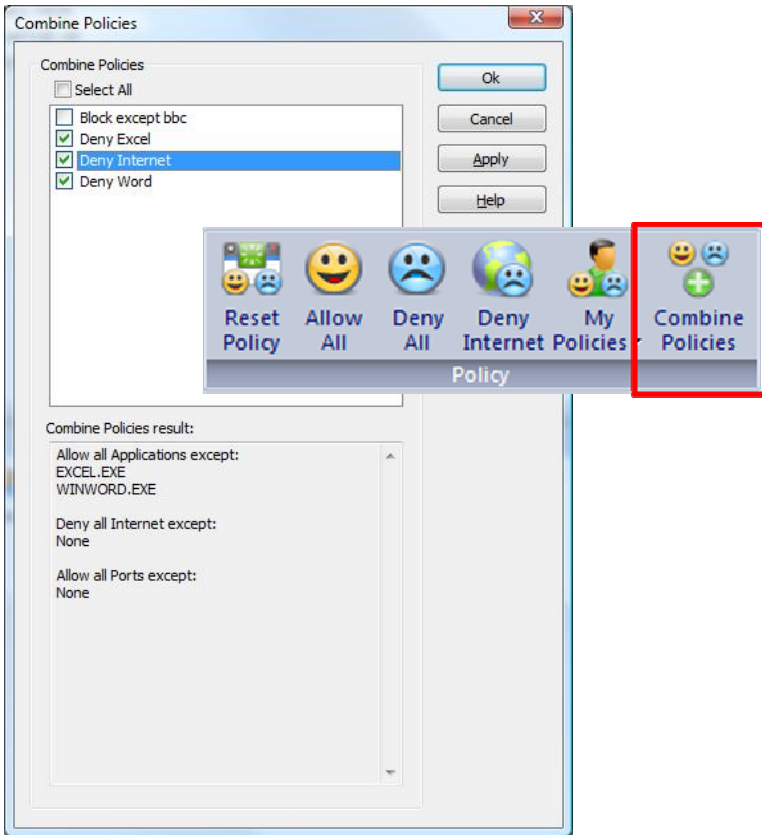 Combine Policies
Combine Policies
Select All
Block except bbc
Deny Excel
Deny Internet
Deny Word
Ok
Cancel
Apply
Help
Reset Policy
Allow All
Deny All
Deny Internet
My Policies
Combine Policies
Policy
Combine Policies result:
Allow all Applications except:
EXCEL.EXE
WINWORD.EXE
Deny all Internet except:
None
Allow all Ports except:
None